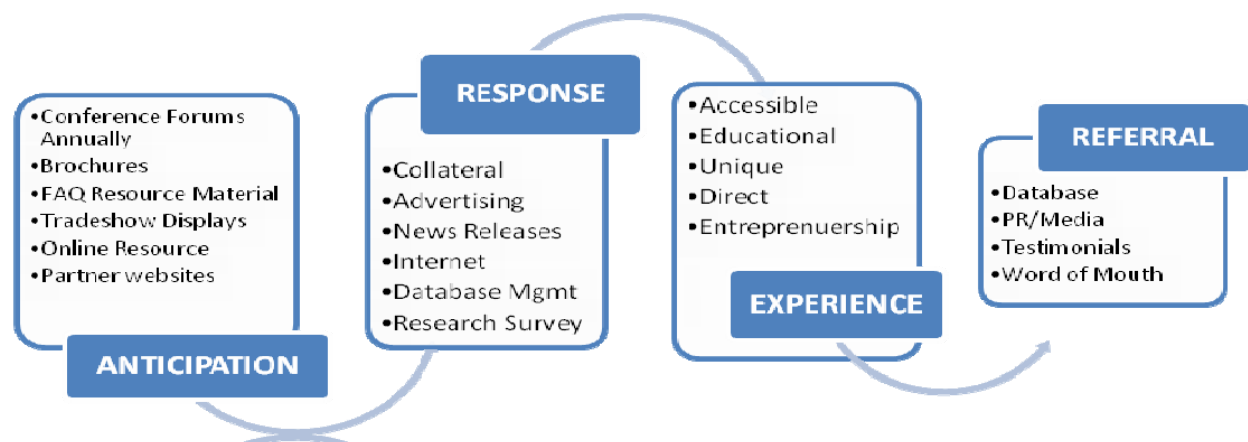 •Conference Forums
Annually
•Brochures
•FAQ Resource Material
•Tradeshow Displays
•Online Resource
•Partner websites
ANTICIPATION
RESPONSE
•Collateral
•Advertising
•News Releases
•Internet
•Database Mgmt
•Research Survey
•Accessible
•Educational
•Unique
•Direct
•Entreprenuership
EXPERIENCE
REFERRAL
•Database
•PR/Media
•Testimonials
•Word of Mouth